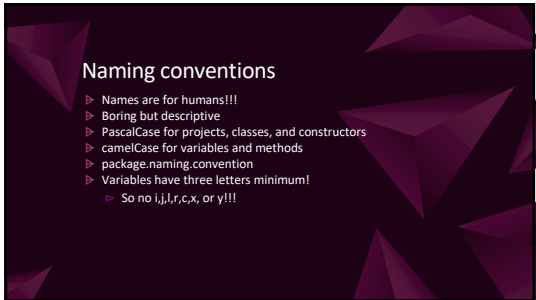 Naming conventions
Names are for humans!!!
Boring but descriptive
PascalCase for projects, classes, and constructors
camelCase for variables and methods
package.naming.convention
Variables have three letters minimum!
So no i,j,l,r,c,x, or y!!!